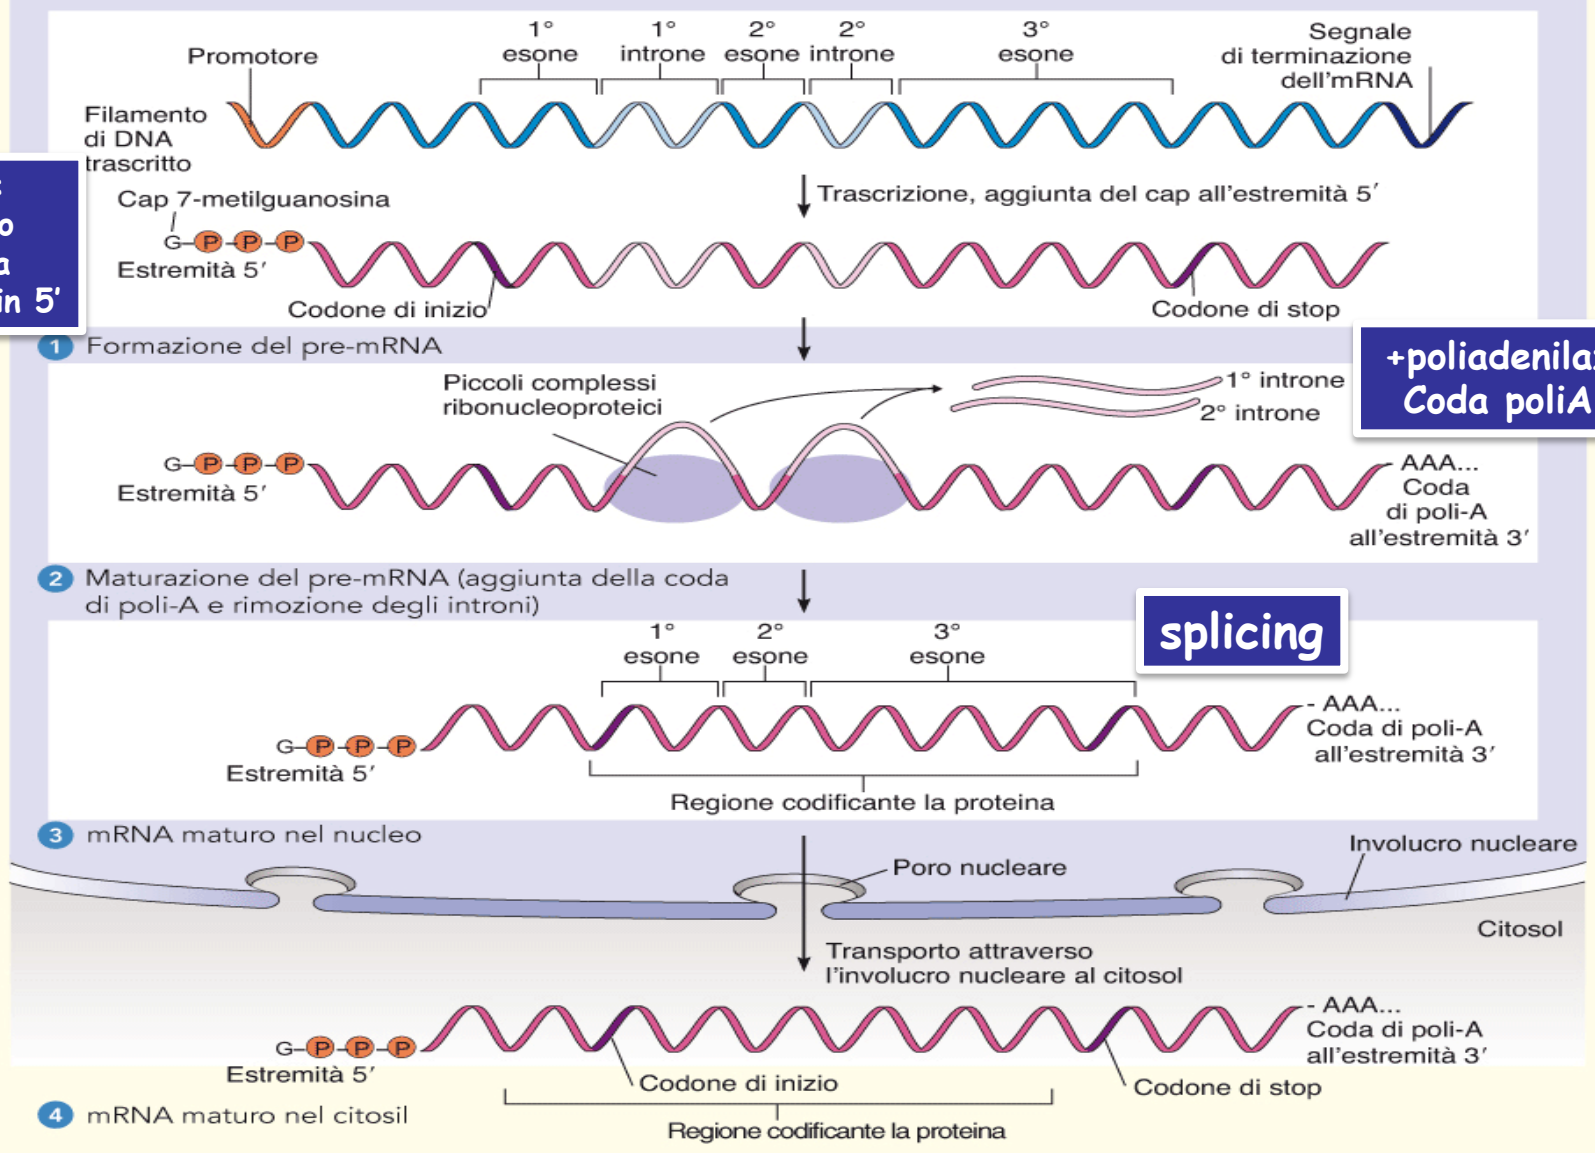 1°
esone
1°
introne
2°
esone
2°
introne
3°
esone
Segnale
di terminazione
dell'mRNA
Promotore
Filamento
di DNA
trascritto
in 5'
Cap 7-metilguanosina
Trascrizione, aggiunta del cap all'estremità 5′
G–P–P–P
Estremità 5′
Codone di inizio
Codone di stop
1 Formazione del pre-mRNA
+poliadenila
Coda poliA
Piccoli complessi
ribonucleoproteici
1° introne
2° introne
G–P–P–P
Estremità 5′
AAA...
Coda
di poli-A
all'estremità 3′
2 Maturazione del pre-mRNA (aggiunta della coda
di poli-A e rimozione degli introni)
splicing
1°
esone
2°
esone
3°
esone
G–P–P–P
Estremità 5′
- AAA...
Coda di poli-A
all'estremità 3′
Regione codificante la proteina
3 mRNA maturo nel nucleo
Involucro nucleare
Poro nucleare
Citosol
Transporto attraverso
l'involucro nucleare al citosol
G–P–P–P
Estremità 5′
- AAA...
Coda di poli-A
all'estremità 3′
Codone di inizio
Codone di stop
4 mRNA maturo nel citosil
Regione codificante la proteina